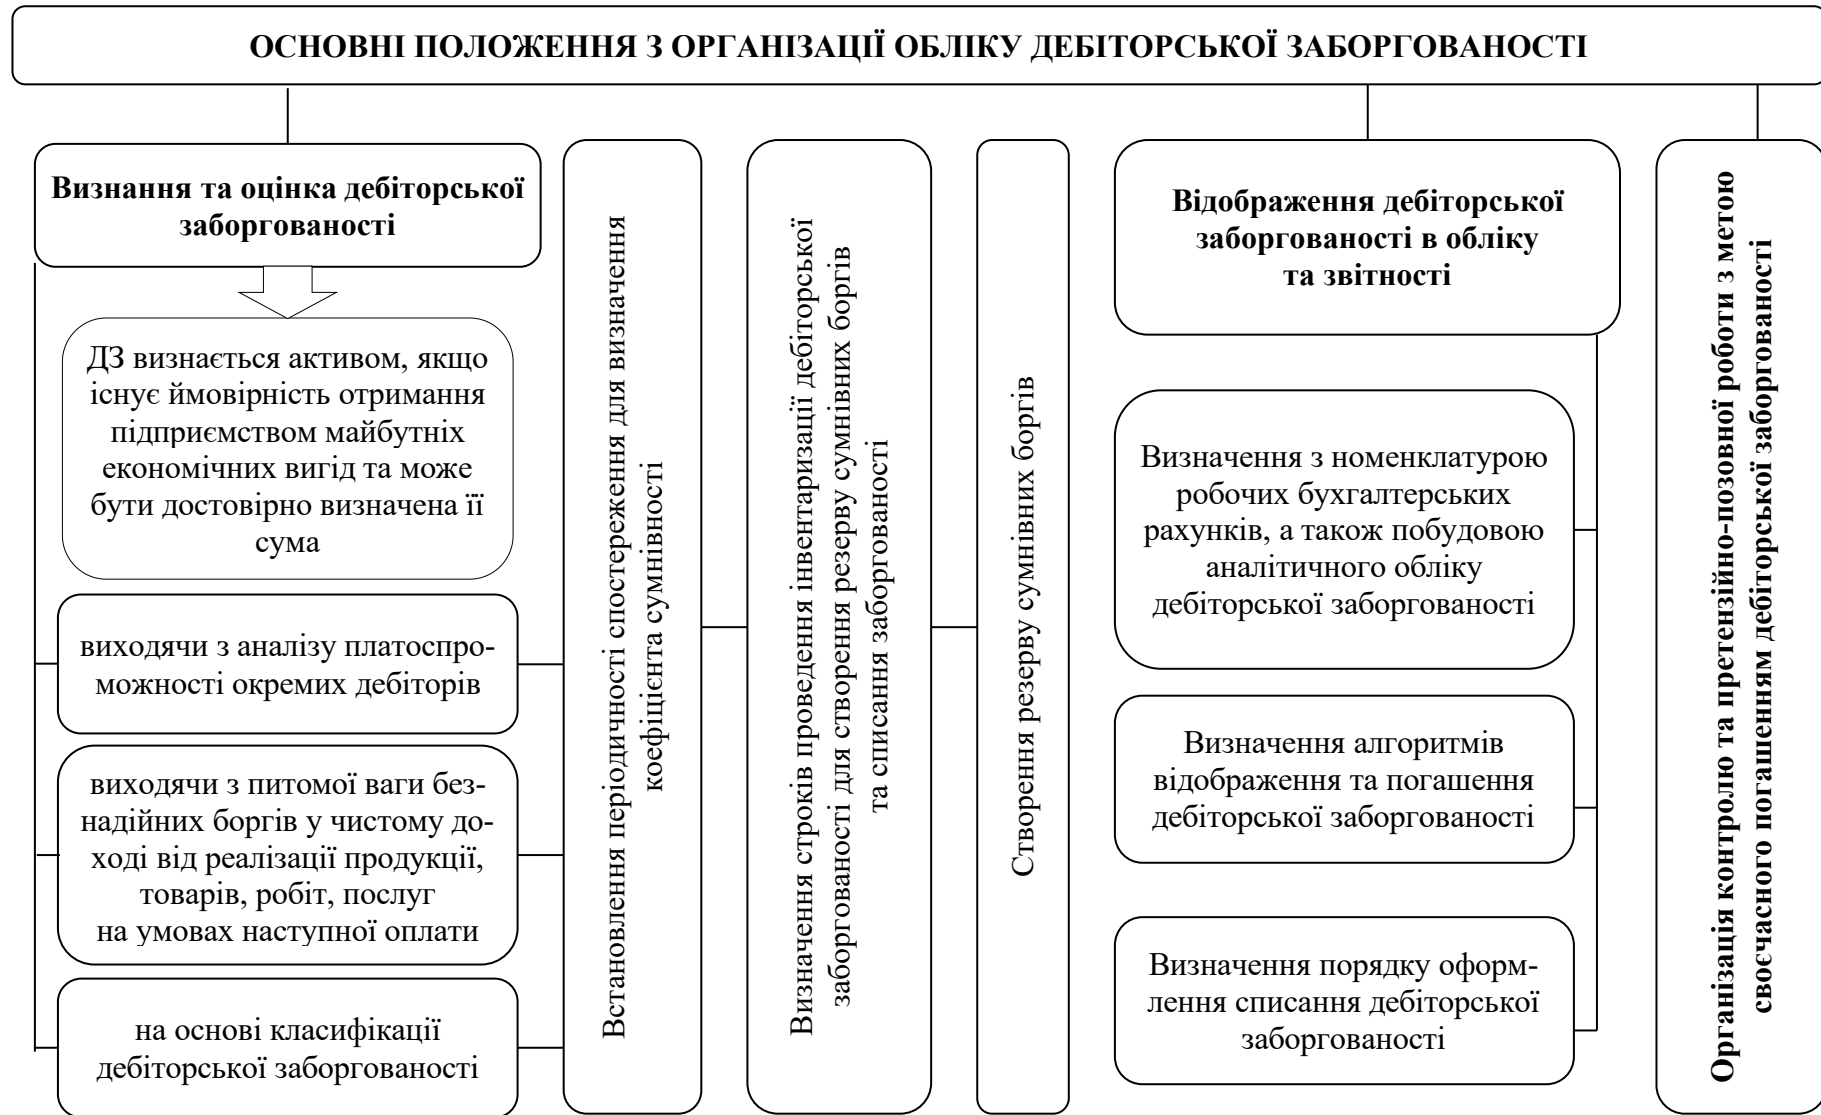 ОСНОВНІ ПОЛОЖЕННЯ З ОРГАНІЗАЦІЇ ОБЛІКУ ДЕБІТОРСЬКОЇ ЗАБОРГОВАНОСТІ
Визнання та оцінка дебіторської
заборгованості
ДЗ визнається активом, якщо
існує ймовірність отримання
підприємством майбутніх
економічних вигід та може
бути достовірно визначена її
сума
виходячи з аналізу платоспро-
можності окремих дебіторів
виходячи з питомої ваги без-
надійних боргів у чистому до-
ході від реалізації продукції,
товарів, робіт, послуг
на умовах наступної оплати
на основі класифікації
дебіторської заборгованості
Встановлення періодичності спостереження для визначення
коефіцієнта сумнівності
Визначення строків проведення інвентаризації дебіторської
заборгованості для створення резерву сумнівних боргів
та списання заборгованості
Створення резерву сумнівних боргів
Відображення дебіторської
заборгованості в обліку
та звітності
Визначення з номенклатурою
робочих бухгалтерських
рахунків, а також побудовою
аналітичного обліку
дебіторської заборгованості
Визначення алгоритмів
відображення та погашення
дебіторської заборгованості
Визначення порядку оформ-
лення списання дебіторської
заборгованості
Організація контролю та претензійно-позовної роботи з метою
своєчасного погашенням дебіторської заборгованості